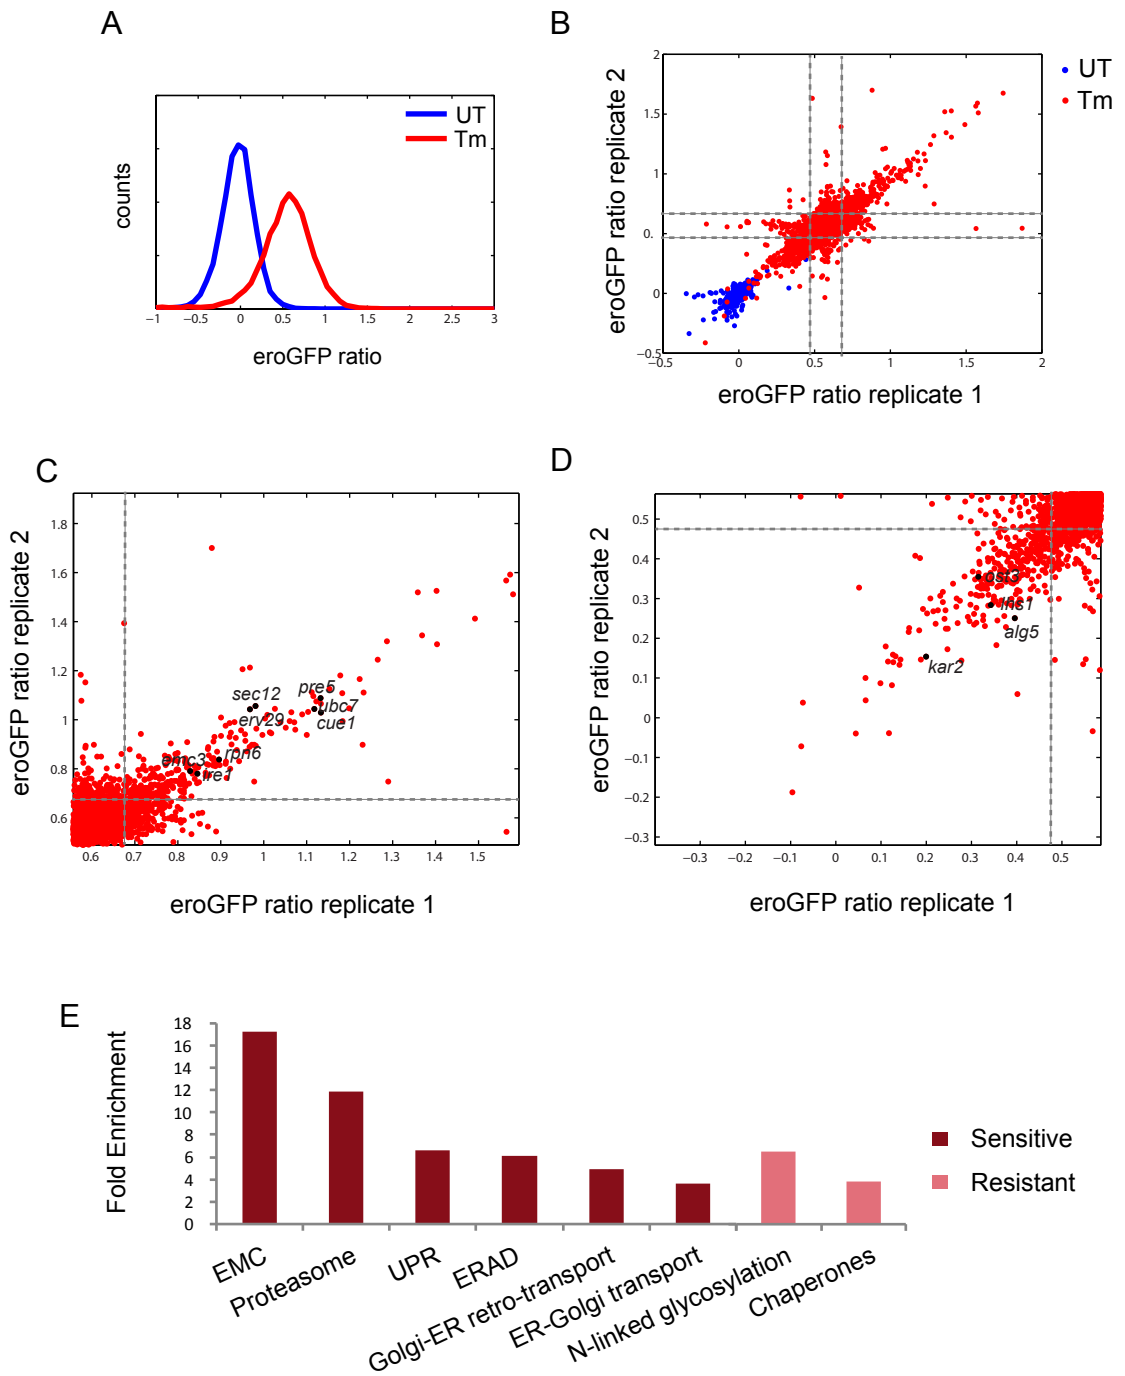 A
UT
Tm
counts
−1 −0.5 0 0.5 1 1.5 2 2.5 3
eroGFP ratio
B
UT
Tm
2
1.5
1
0.
0
−0.5
−0.5 0 0.5 1 1.5 2
eroGFP ratio replicate 2
eroGFP ratio replicate 1
C
1.8
1.6
1.4
1.2
1
0.8
0.6
0.6 0.7 0.8 0.9 1 1.1 1.2 1.3 1.4 1.5
eroGFP ratio replicate 2
eroGFP ratio replicate 1
sec12
erv29
pre5
ubc7
cue1
emc3
rpn6
ire1
D
0.5
0.4
0.3
0.2
0.1
0
−0.1
−0.2
−0.3
−0.3 −0.2 −0.1 0 0.1 0.2 0.3 0.4 0.5
eroGFP ratio replicate 2
eroGFP ratio replicate 1
ost3
lhs1
alg5
kar2
E
Fold Enrichment
18
16
14
12
10
8
6
4
2
0
EMC
Proteasome
UPR
ERAD
Golgi-ER retro-transport
ER-Golgi transport
N-linked glycosylation
Chaperones
Sensitive
Resistant